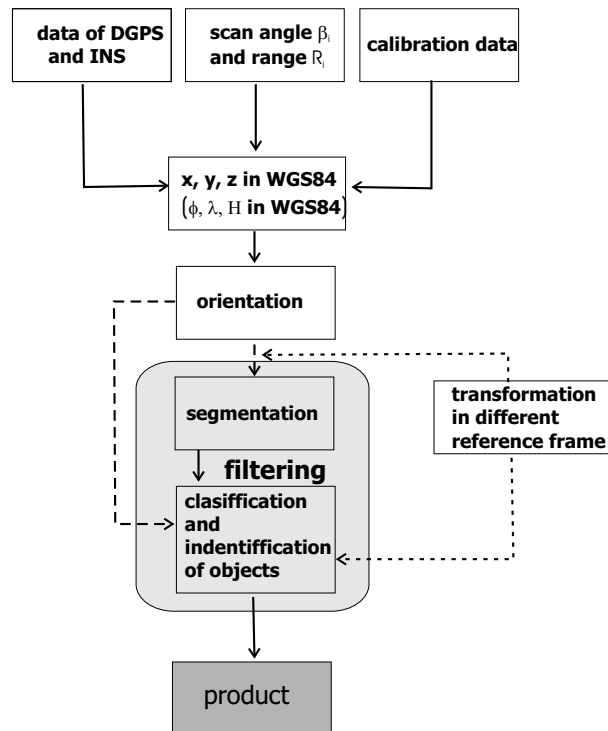 data of DGPS
and INS
scan angle βi
and range Ri
calibration data
x, y, z in WGS84
(ϕ, λ, H in WGS84)
orientation
segmentation
transformation
in different
reference frame
filtering
clasiffication
and
indentiffication
of objects
product